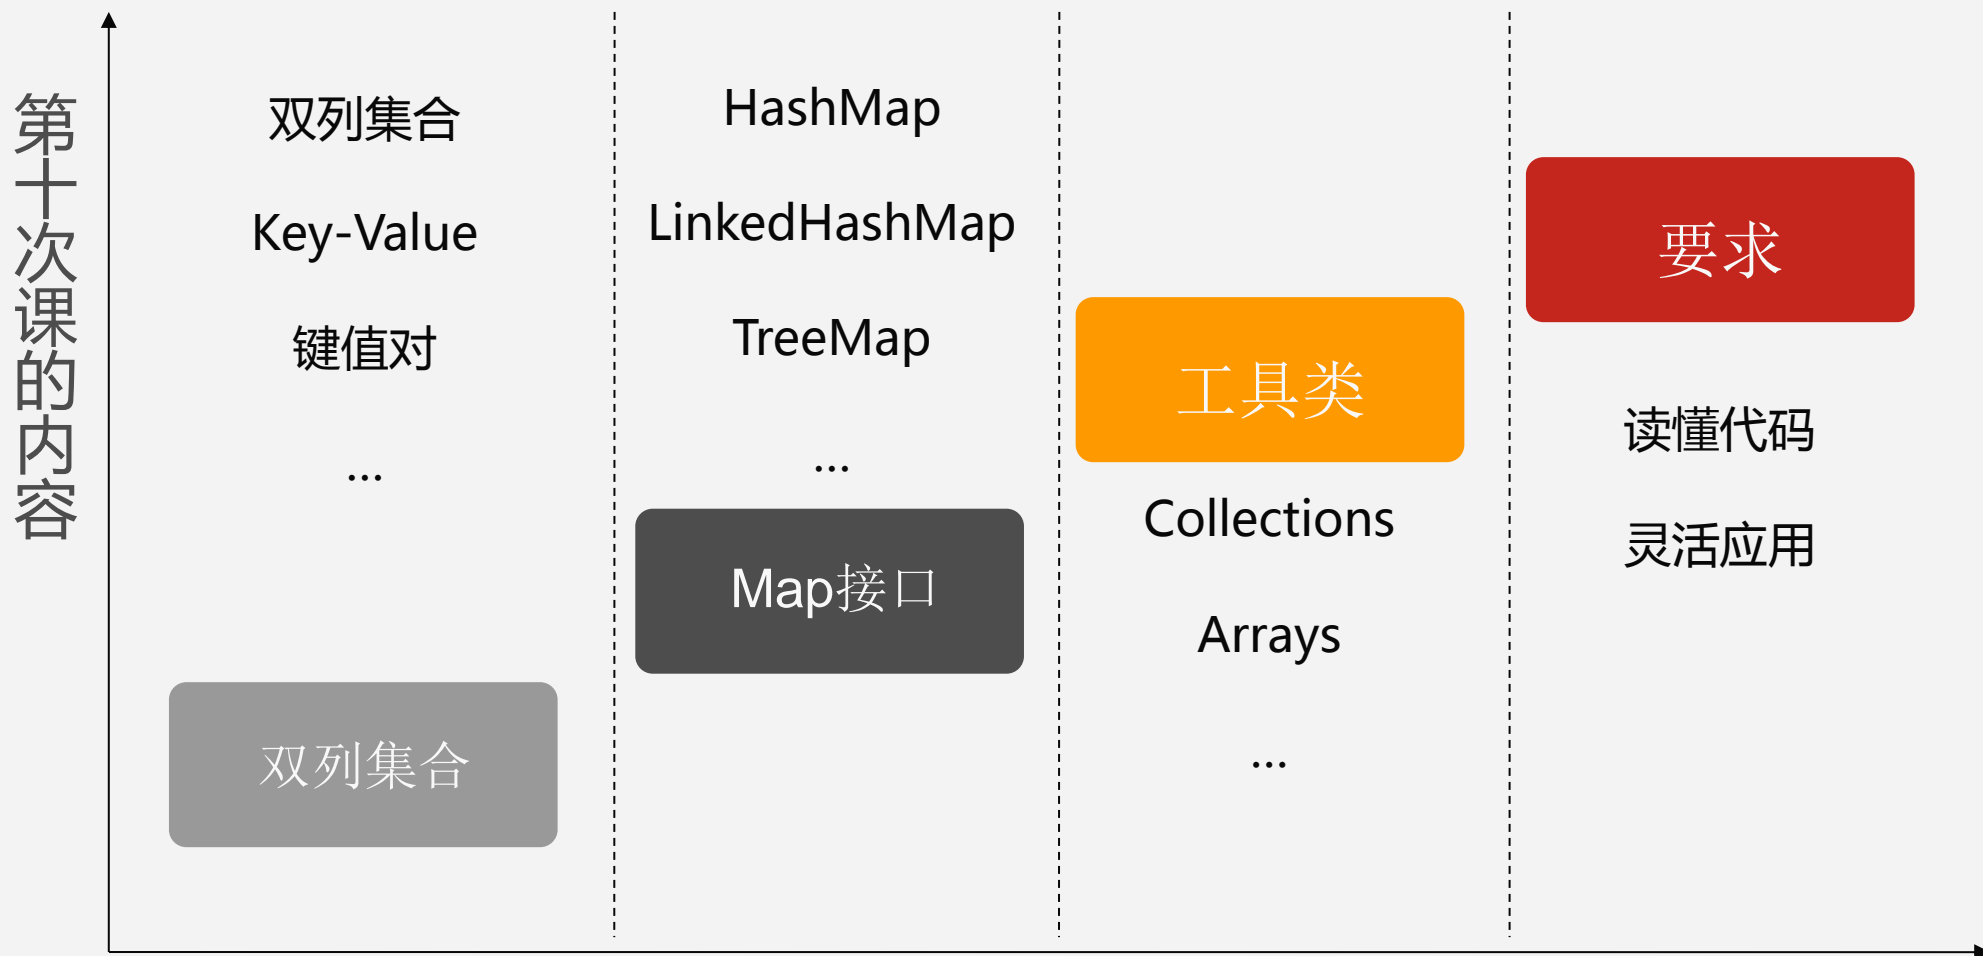 第十次课的内容
双列集合
Key-Value
键值对
...
双列集合
HashMap
LinkedHashMap
TreeMap
...
Map接口
工具类
Collections
Arrays
...
要求
读懂代码
灵活应用